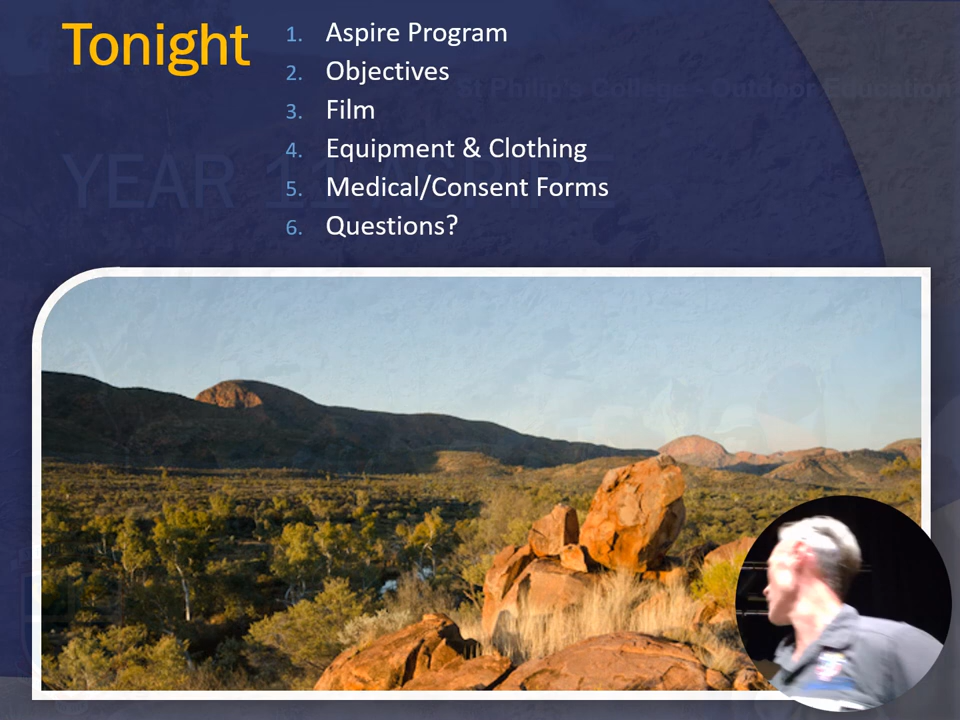 Tonight
1. Aspire Program
2. Objectives
3. Film
4. Equipment & Clothing
5. Medical/Consent Forms
6. Questions?
St Philip's College - Outdoor Education
YEAR 11